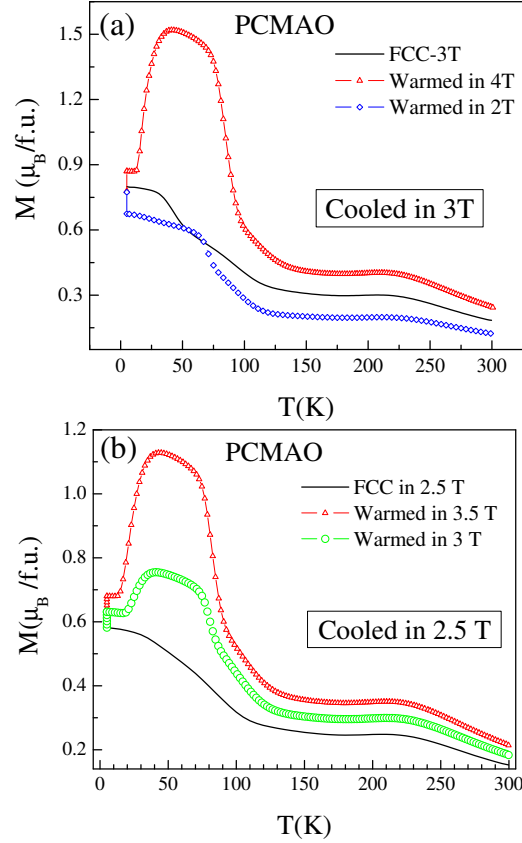 (a)
PCMAO
FCC-3T
Warmed in 4T
Warmed in 2T
Cooled in 3T
M (μB/f.u.)
1.5
1.2
0.9
0.6
0.3
0 50 100 150 200 250 300
T(K)
(b)
PCMAO
FCC in 2.5 T
Warmed in 3.5 T
Warmed in 3 T
Cooled in 2.5 T
M(μB/f.u.)
1.2
1.0
0.8
0.6
0.4
0.2
0 50 100 150 200 250 300
T(K)